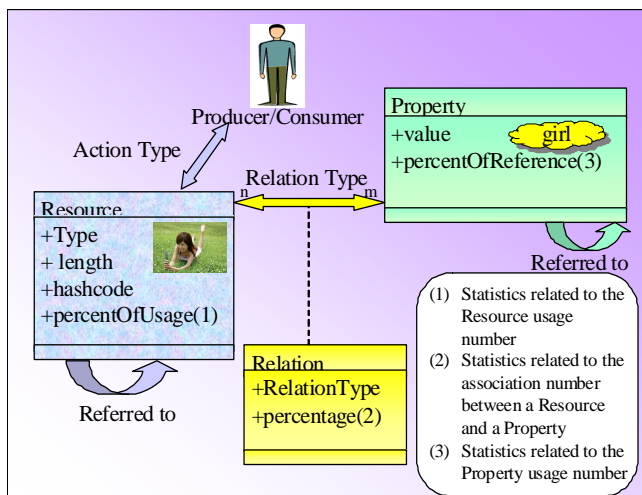 Producer/Consumer
Action Type
Property
+value
girl
+percentOfReference(3)
Relation Type
n
m
Resource
+Type
+ length
+hashcode
+percentOfUsage(1)
Referred to
Referred to
Relation
+RelationType
+percentage(2)
(1) Statistics related to the
Resource usage
number
(2) Statistics related to the
association number
between a Resource
and a Property
(3) Statistics related to the
Property usage number